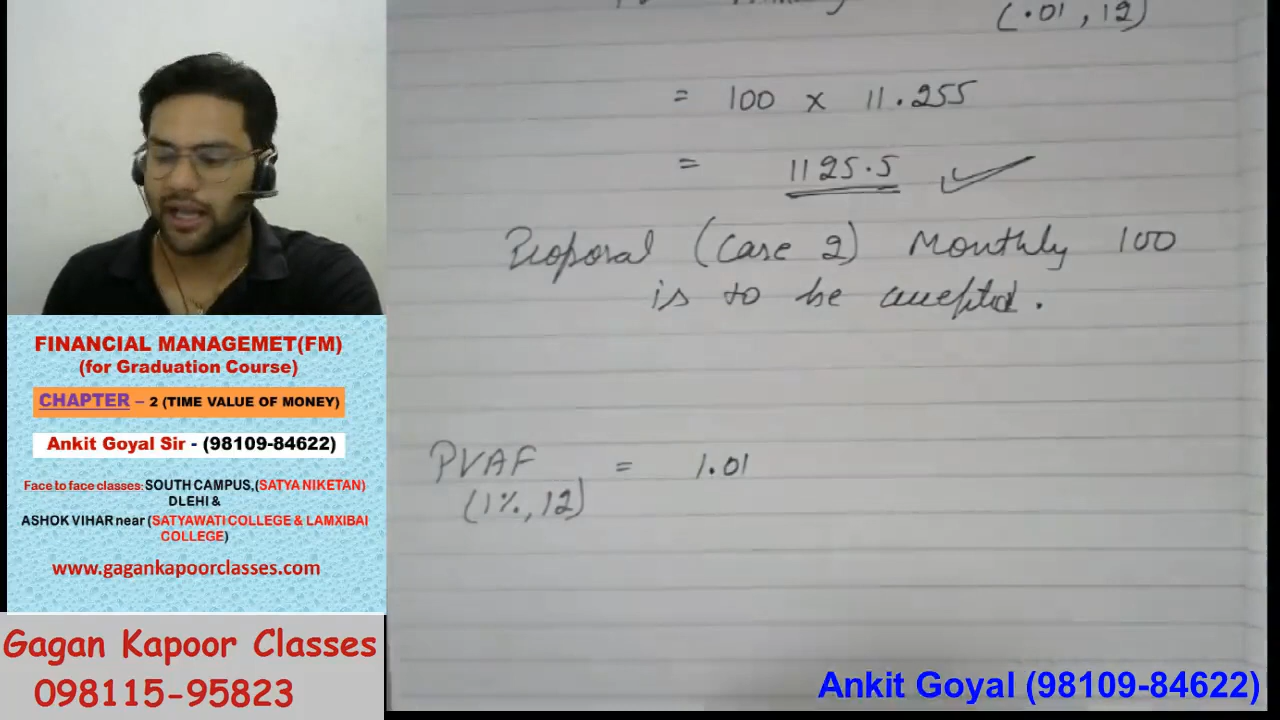 (.01, 12)
= 100 x 11.255
= 1125.5
Proposal (Case 2) Monthly 100
is to be accepted.
PVAF = 1.01
(1%, 12)
FINANCIAL MANAGEMET(FM)
(for Graduation Course)
CHAPTER – 2 (TIME VALUE OF MONEY)
Ankit Goyal Sir - (98109-84622)
Face to face classes: SOUTH CAMPUS,(SATYA NIKETAN)
DLEHI &
ASHOK VIHAR near (SATYAWATI COLLEGE & LAMXIBAI
COLLEGE)
www.gagankapoorclasses.com
Gagan Kapoor Classes
098115-95823
Ankit Goyal (98109-84622)